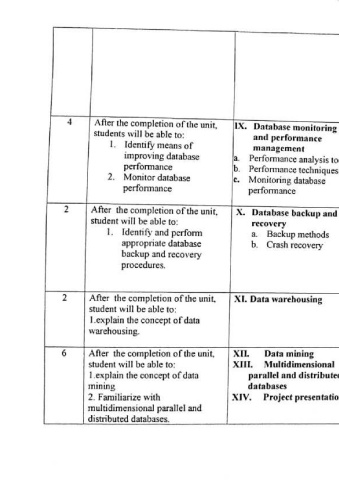 4
After the completion of the unit,
students will be able to:
1. Identify means of
improving database
performance
2. Monitor database
performance
IX. Database monitoring
and performance
management
a. Performance analysis to
b. Performance techniques
c. Monitoring database
performance
2
After the completion of the unit,
student will be able to:
1. Identify and perform
appropriate database
backup and recovery
procedures.
X. Database backup and
recovery
a. Backup methods
b. Crash recovery
2
After the completion of the unit,
student will be able to:
1.explain the concept of data
warehousing.
XI. Data warehousing
6
After the completion of the unit,
student will be able to:
1.explain the concept of data
mining
2. Familiarize with
multidimensional parallel and
distributed databases.
XII. Data mining
XIII. Multidimensional
parallel and distribute
databases
XIV. Project presentatio